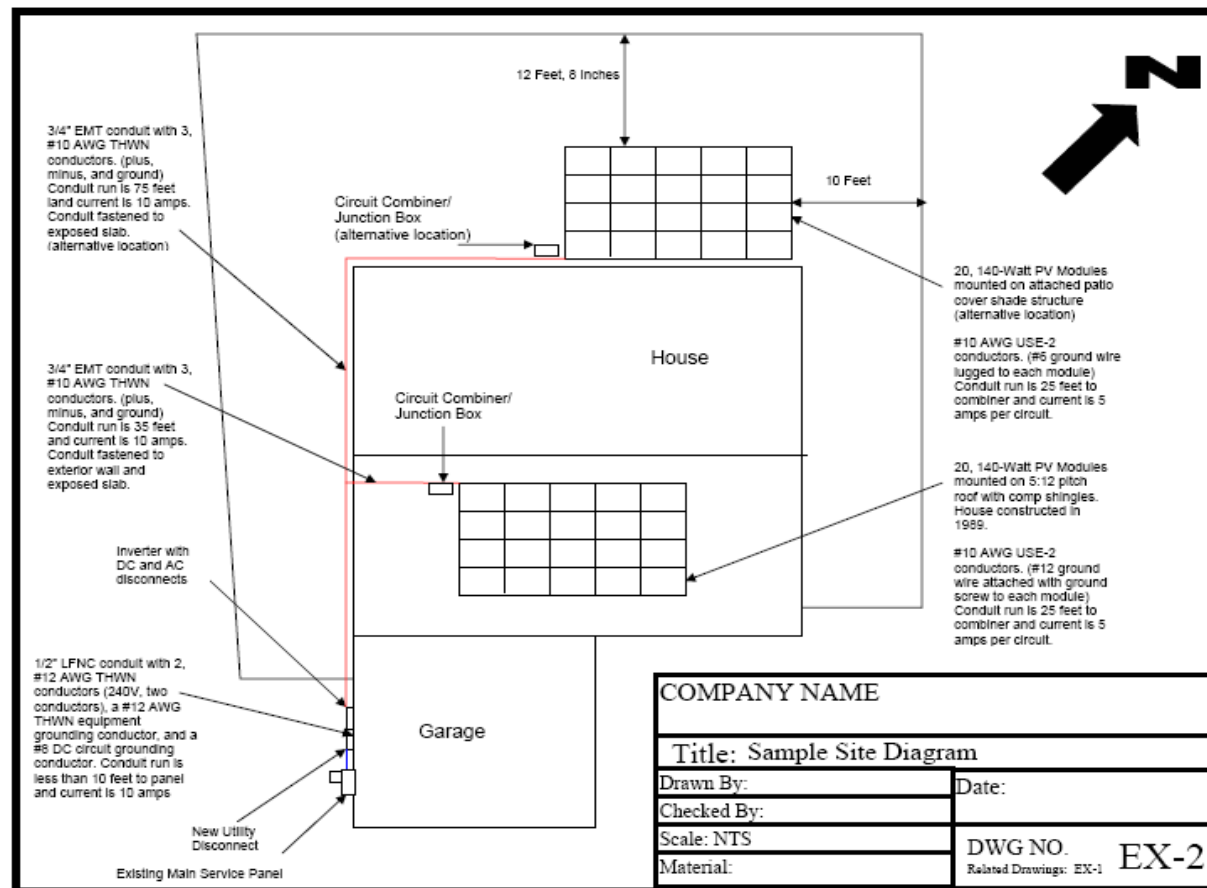 12 Feet, 8 Inches
N
3/4" EMT conduit with 3,
#10 AWG THWN
conductors. (plus,
minus, and ground)
Conduit run is 75 feet
land current is 10 amps.
Conduit fastened to
exposed slab.
(alternative location)
Circuit Combiner/
Junction Box
(alternative location)
10 Feet
20, 140-Watt PV Modules
mounted on attached patio
cover shade structure
(alternative location)
#10 AWG USE-2
conductors. (#6 ground wire
lugged to each module)
Conduit run is 25 feet to
combiner and current is 5
amps per circuit.
House
3/4" EMT conduit with 3,
#10 AWG THWN
conductors. (plus,
minus, and ground)
Conduit run is 35 feet
and current is 10 amps.
Conduit fastened to
exterior wall and
exposed slab.
Circuit Combiner/
Junction Box
20, 140-Watt PV Modules
mounted on 5:12 pitch
roof with comp shingles.
House constructed in
1989.
#10 AWG USE-2
conductors. (#12 ground
wire attached with ground
screw to each module)
Conduit run is 25 feet to
combiner and current is 5
amps per circuit.
Inverter with
DC and AC
disconnects
1/2" LFNC conduit with 2,
#12 AWG THWN
conductors (240V, two
conductors), a #12 AWG
THWN equipment
grounding conductor, and a
#8 DC circuit grounding
conductor. Conduit run is
less than 10 feet to panel
and current is 10 amps
Garage
New Utility
Disconnect
Existing Main Service Panel
COMPANY NAME
Title: Sample Site Diagram
Drawn By:
Date:
Checked By:
Scale: NTS
Material:
DWG NO. EX-2
Related Drawings: EX-1